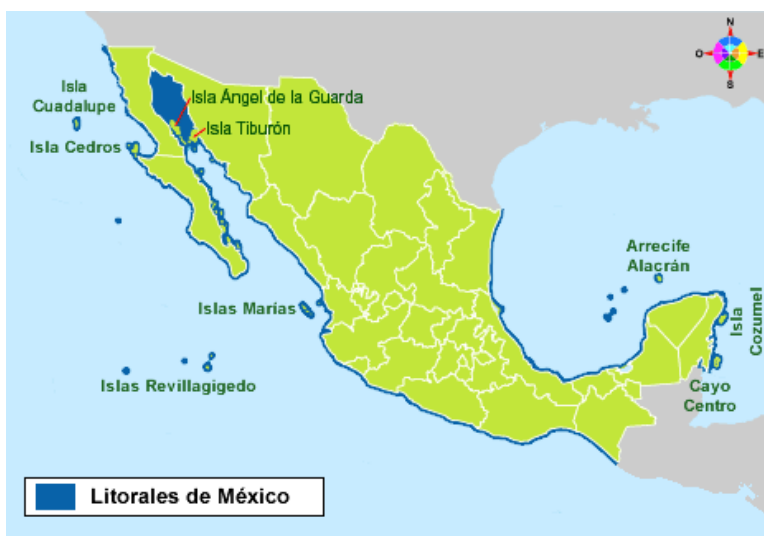 N
O
E
S
Isla
Cuadalupe
Isla Ángel de la Guarda
Isla Tiburón
Isla Cedros
Arrecife
Alacrán
Islas Marías
Isla
Cozumel
Islas Revillagigedo
Cayo
Centro
Litorales de México